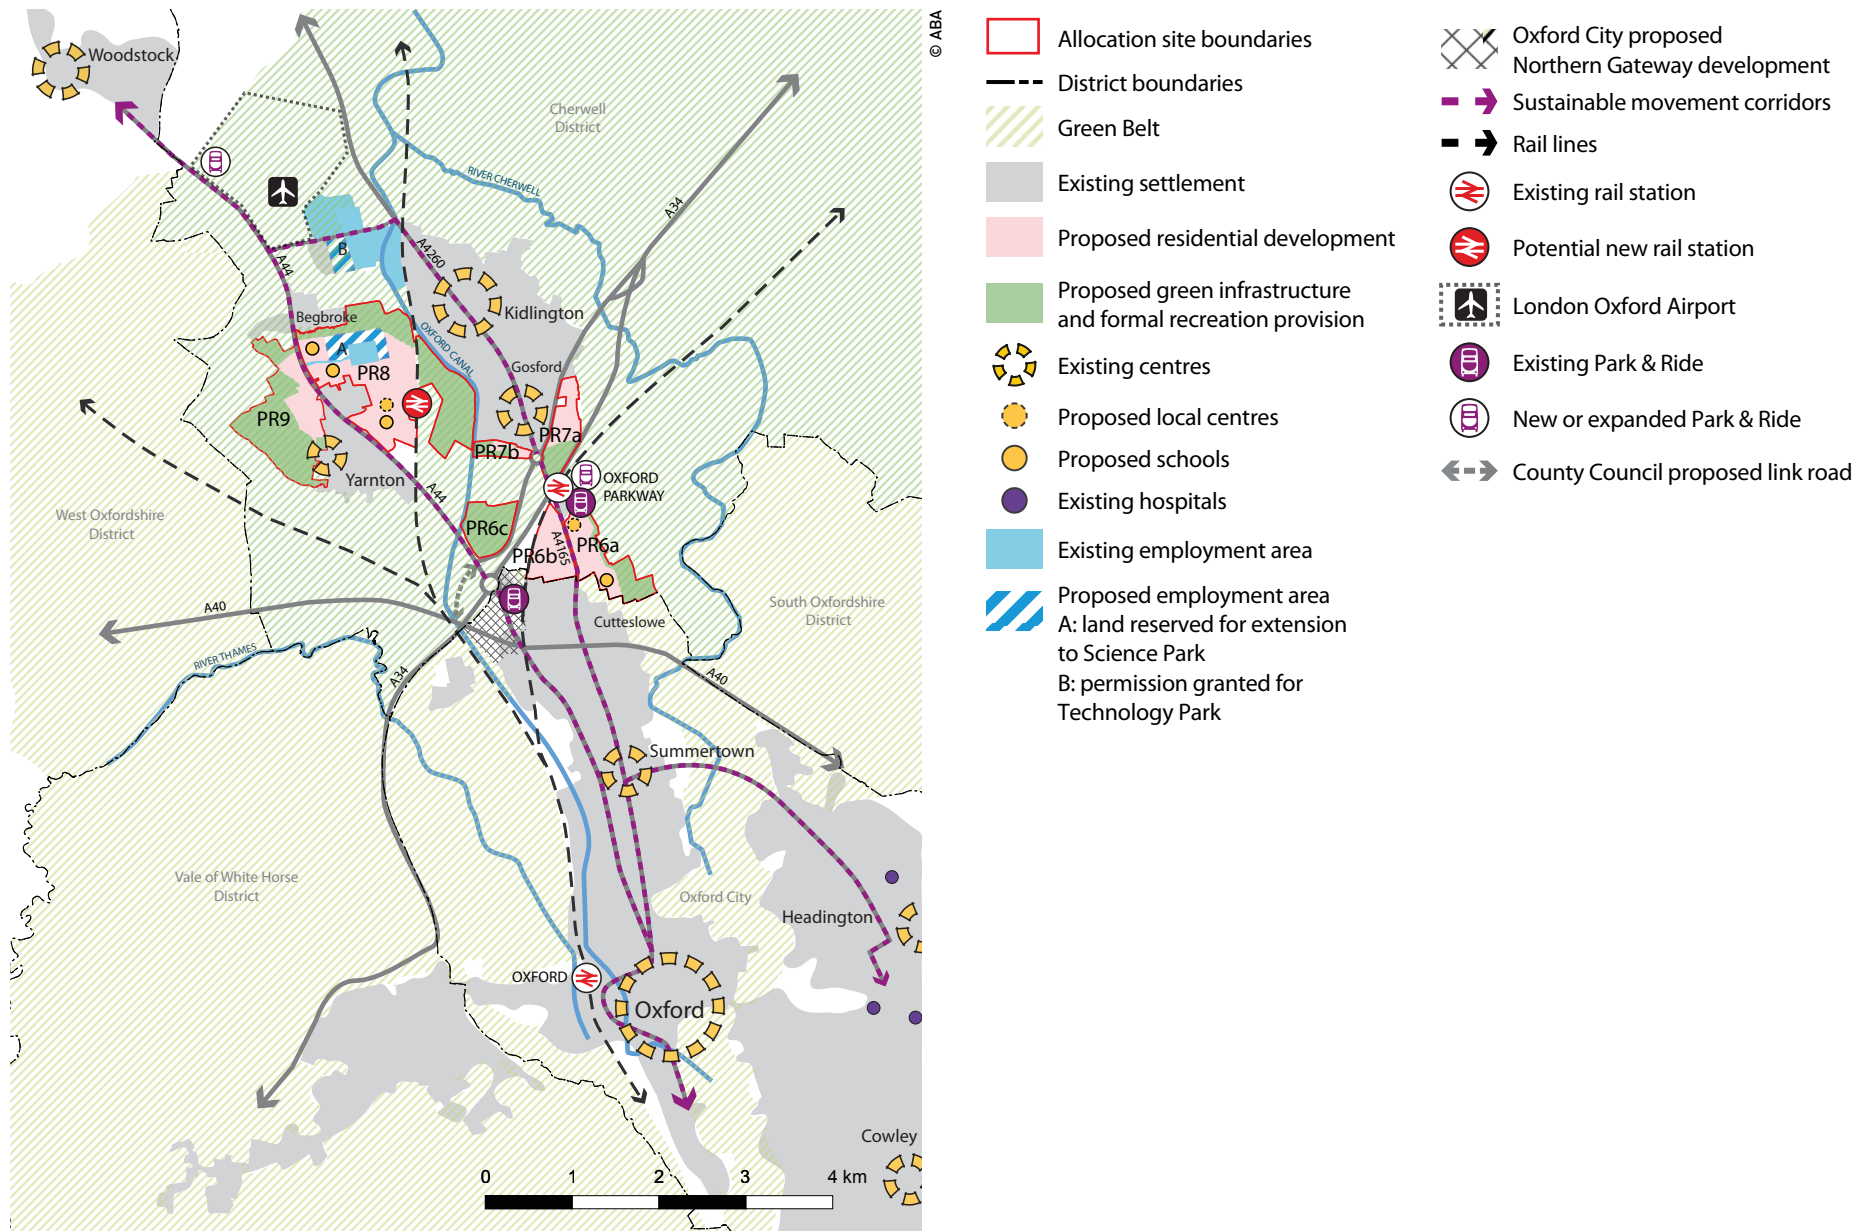 Woodstock
Cherwell
District
RIVER CHERWELL
A34
A44
B
A4260
Kidlington
Begbroke
A
PR8
OXFORD CANAL
Gosford
PR9
PR7a
PR7b
Yarnton
A44
OXFORD
PARKWAY
West Oxfordshire
District
PR6c
PR6b
A4165
PR6a
South Oxfordshire
District
A40
Cutteslowe
RIVER THAMES
A34
A40
Summertown
Vale of White Horse
District
Oxford City
Headington
OXFORD
Oxford
Cowley
0 1 2 3 4 km
© ABA
Allocation site boundaries
District boundaries
Green Belt
Existing settlement
Proposed residential development
Proposed green infrastructure
and formal recreation provision
Existing centres
Proposed local centres
Proposed schools
Existing hospitals
Existing employment area
Proposed employment area
A: land reserved for extension
to Science Park
B: permission granted for
Technology Park
Oxford City proposed
Northern Gateway development
Sustainable movement corridors
Rail lines
Existing rail station
Potential new rail station
London Oxford Airport
Existing Park & Ride
New or expanded Park & Ride
County Council proposed link road